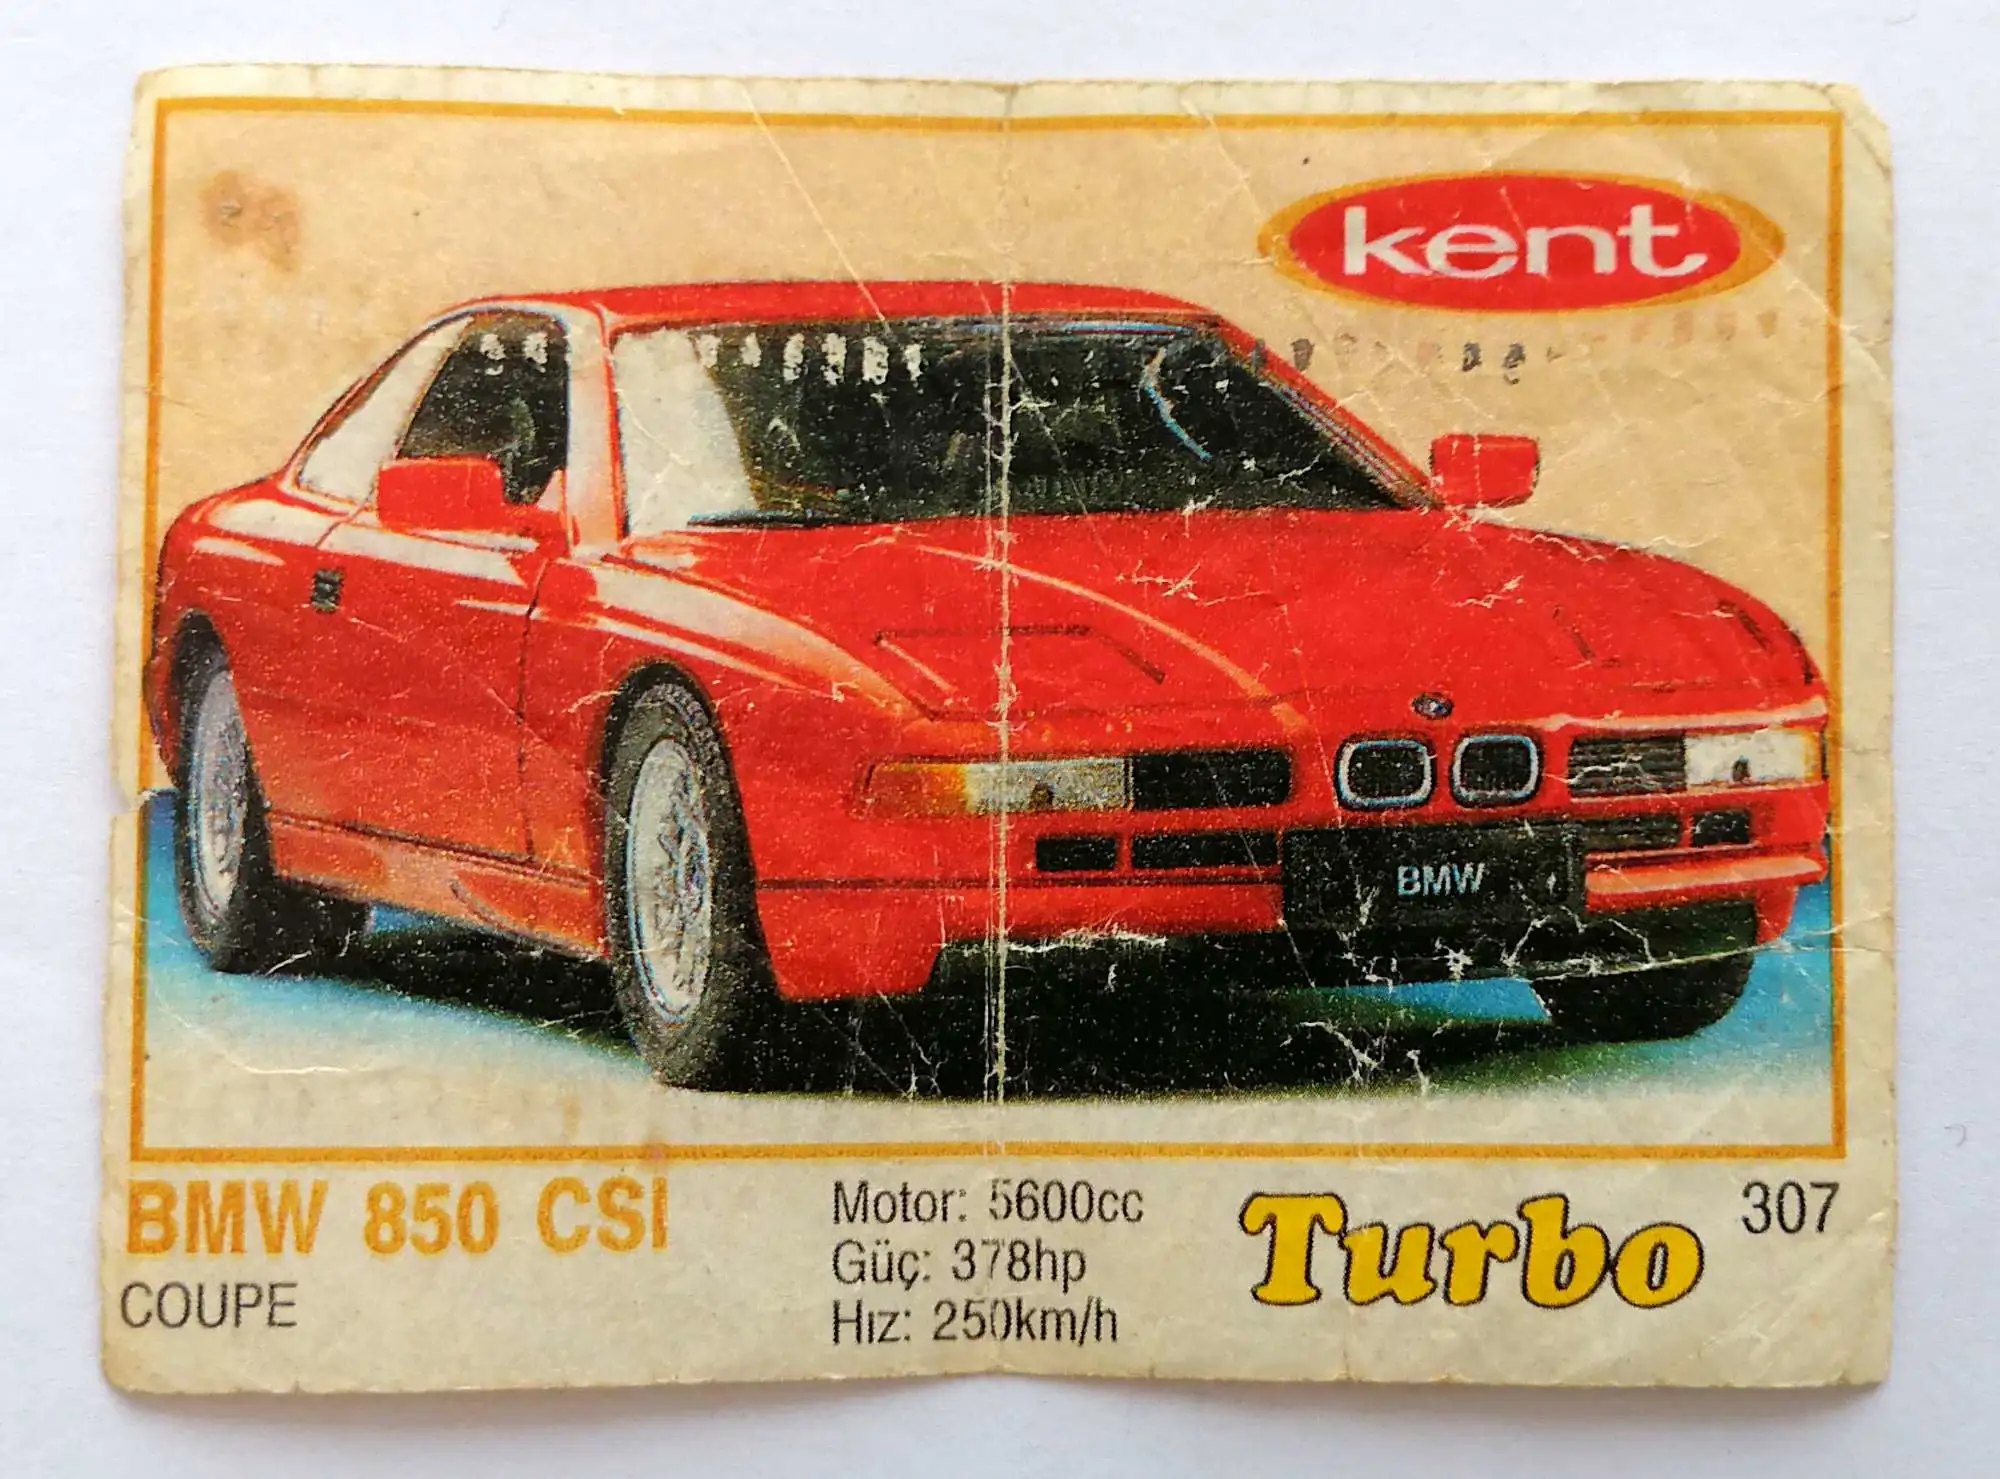 kent
BMW
BMW 850 CSİ
COUPE
Motor: 5600cc
Güç: 378hp
Hız: 250km/h
Turbo
307